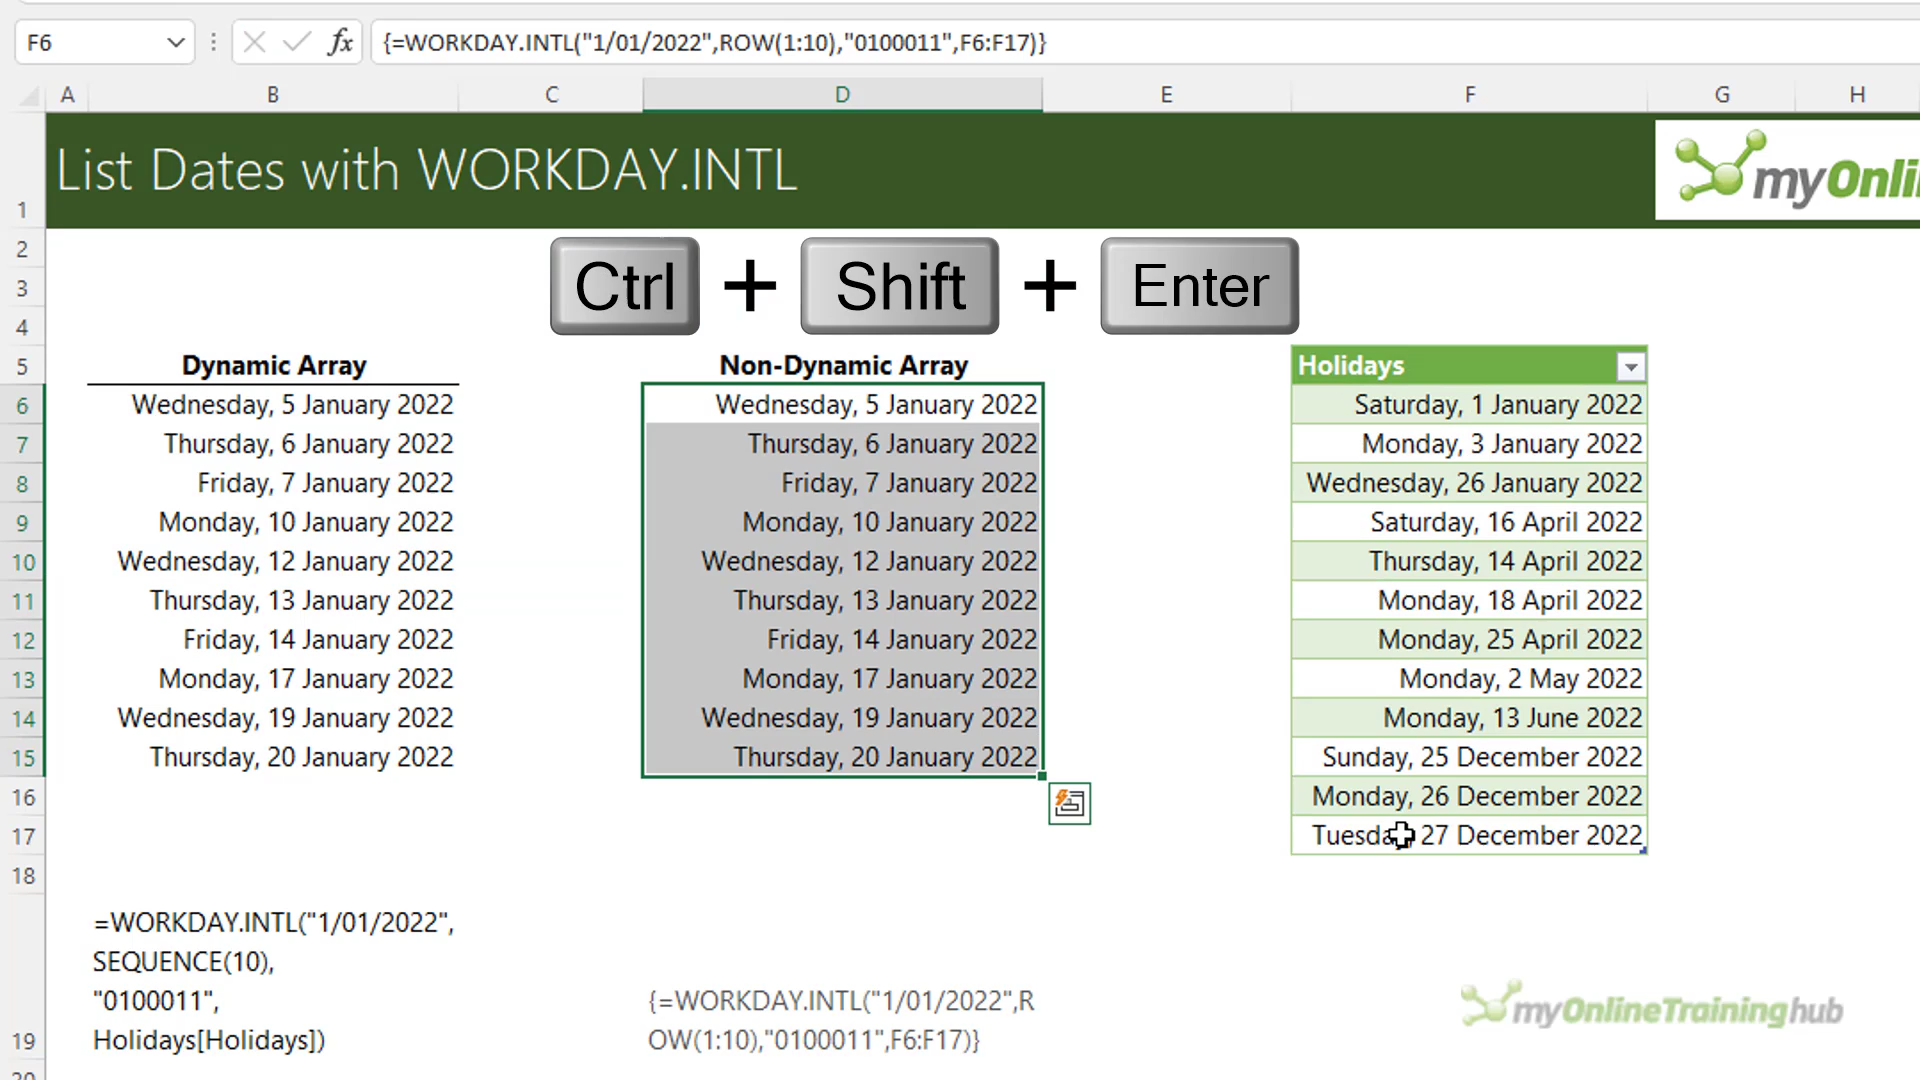 F6
fx
{=WORKDAY.INTL("1/01/2022",ROW(1:10),"0100011",F6:F17)}
A B C D E F G H
1 List Dates with WORKDAY.INTL
myOnli
2
3
4
Ctrl + Shift + Enter
5 Dynamic Array Non-Dynamic Array Holidays
6 Wednesday, 5 January 2022 Wednesday, 5 January 2022 Saturday, 1 January 2022
7 Thursday, 6 January 2022 Thursday, 6 January 2022 Monday, 3 January 2022
8 Friday, 7 January 2022 Friday, 7 January 2022 Wednesday, 26 January 2022
9 Monday, 10 January 2022 Monday, 10 January 2022 Saturday, 16 April 2022
10 Wednesday, 12 January 2022 Wednesday, 12 January 2022 Thursday, 14 April 2022
11 Thursday, 13 January 2022 Thursday, 13 January 2022 Monday, 18 April 2022
12 Friday, 14 January 2022 Friday, 14 January 2022 Monday, 25 April 2022
13 Monday, 17 January 2022 Monday, 17 January 2022 Monday, 2 May 2022
14 Wednesday, 19 January 2022 Wednesday, 19 January 2022 Monday, 13 June 2022
15 Thursday, 20 January 2022 Thursday, 20 January 2022 Sunday, 25 December 2022
16 Monday, 26 December 2022
17 Tuesday, 27 December 2022
18
=WORKDAY.INTL("1/01/2022",
SEQUENCE(10),
"0100011",
Holidays[Holidays])
{=WORKDAY.INTL("1/01/2022",R
OW(1:10),"0100011",F6:F17)}
myOnlineTraininghub
19
20